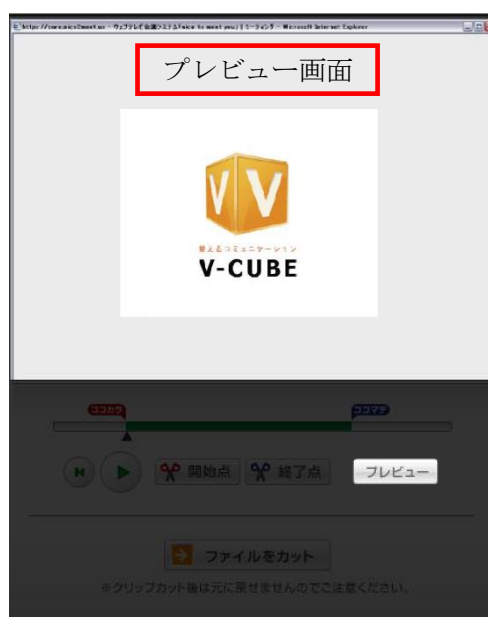 プレビュー画面
V V
V-CUBE
ココカラ
ココマデ
開始点
終了点
プレビュー
ファイルをカット
※クリップカット後は元に戻せませんのでご注意ください。